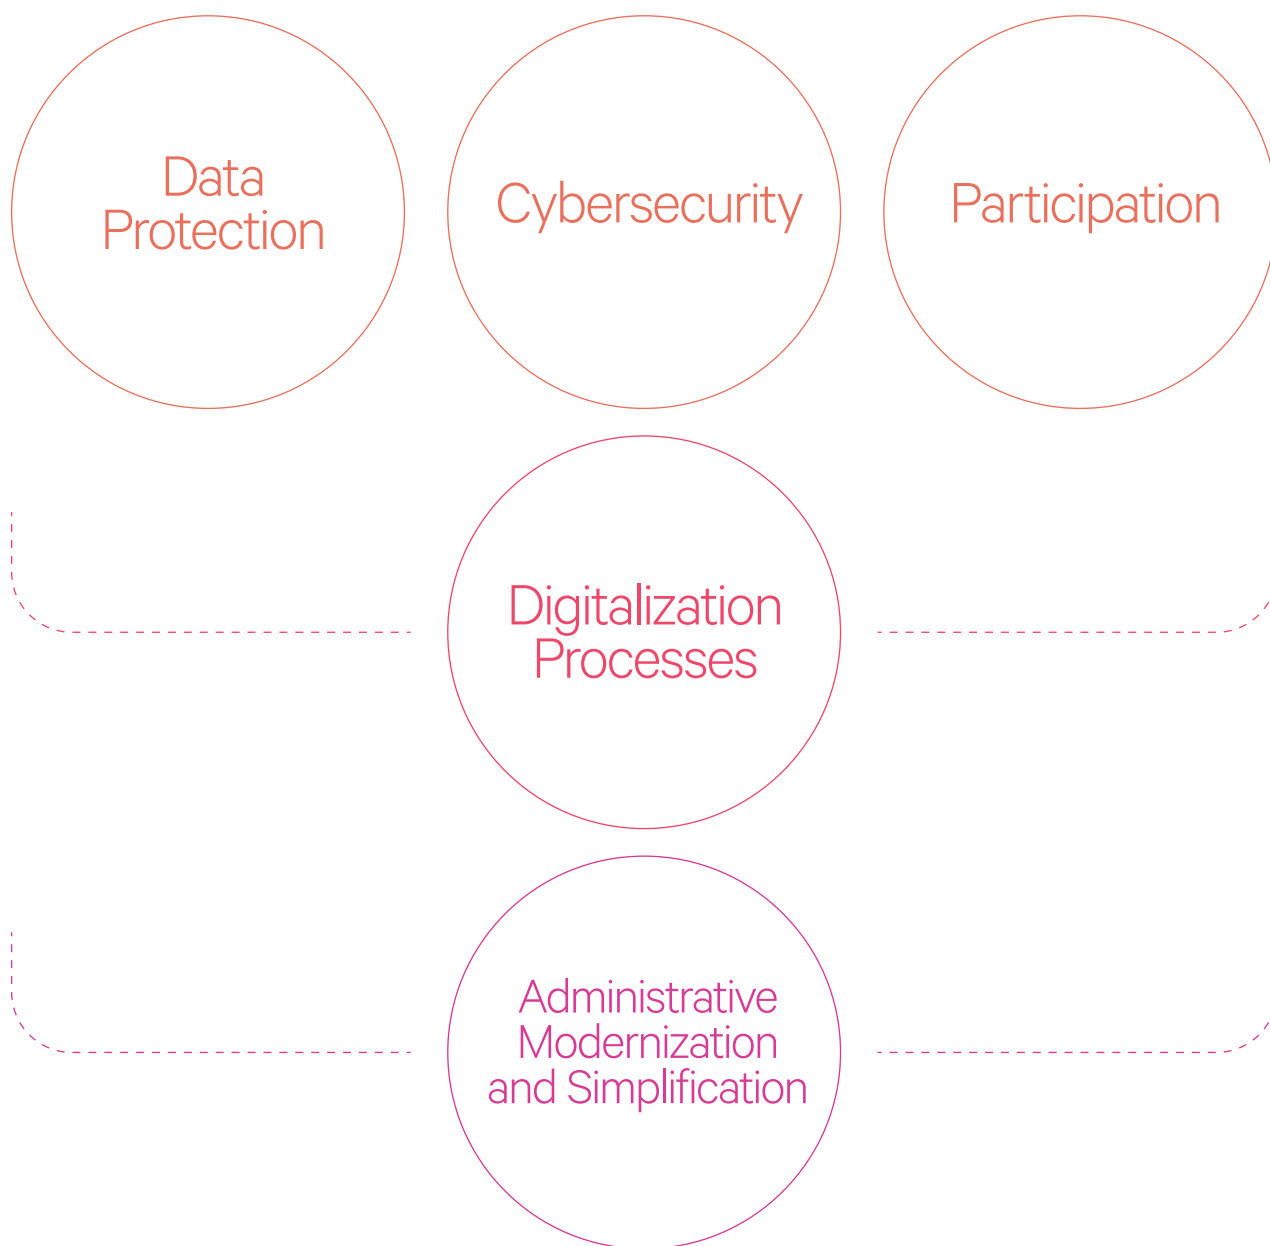 Data
Protection
Cybersecurity
Participation
Digitalization
Processes
Administrative
Modernization
and Simplification